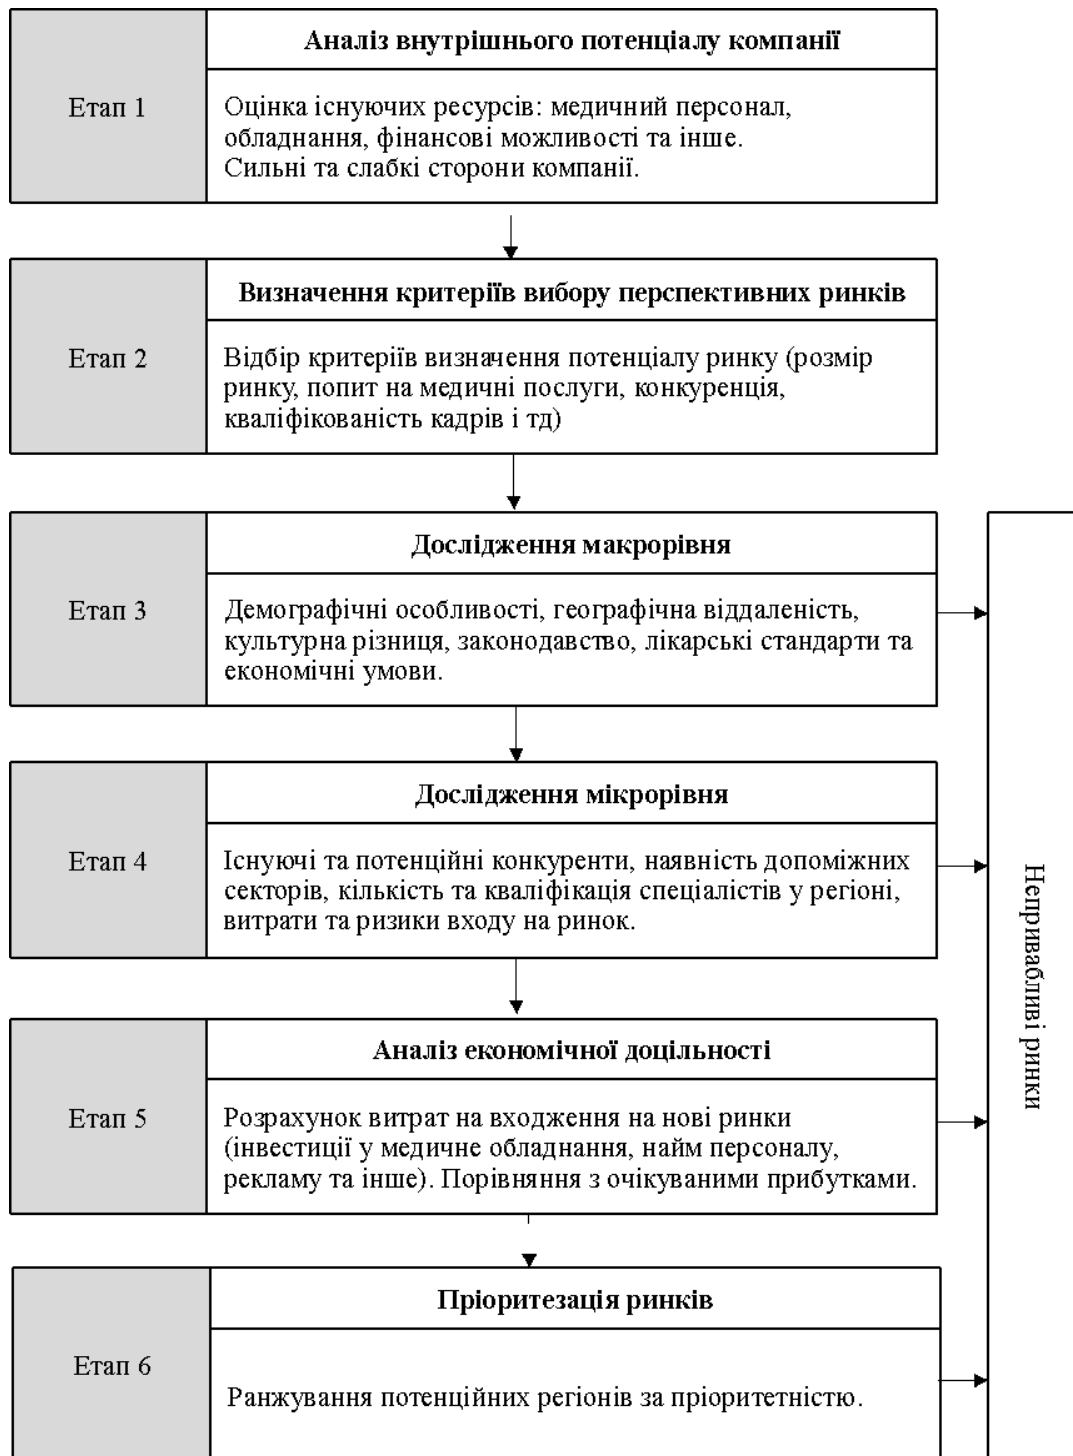 Аналіз внутрішнього потенціалу компанії
Етап 1
Оцінка існуючих ресурсів: медичний персонал,
обладнання, фінансові можливості та інше.
Сильні та слабкі сторони компанії.
Визначення критеріїв вибору перспективних ринків
Етап 2
Відбір критеріїв визначення потенціалу ринку (розмір
ринку, попит на медичні послуги, конкуренція,
кваліфікованість кадрів і тд)
Дослідження макрорівня
Етап 3
Демографічні особливості, географічна віддаленість,
культурна різниця, законодавство, лікарські стандарти та
економічні умови.
Дослідження мікрорівня
Етап 4
Існуючі та потенційні конкуренти, наявність допоміжних
секторів, кількість та кваліфікація спеціалістів у регіоні,
витрати та ризики входу на ринок.
Аналіз економічної доцільності
Етап 5
Розрахунок витрат на входження на нові ринки
(інвестиції у медичне обладнання, найм персоналу,
рекламу та інше). Порівняння з очікуваними прибутками.
Пріоритезація ринків
Етап 6
Ранжування потенційних регіонів за пріоритетністю.
Непривабливі ринки